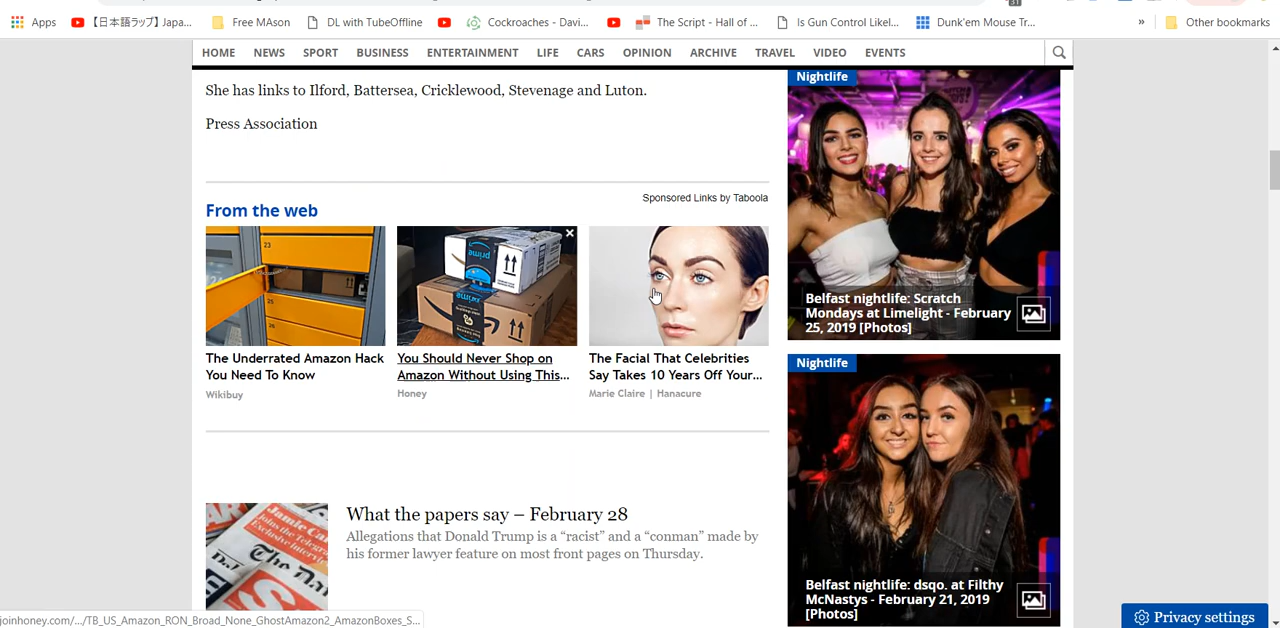 31
Apps
【日本語ラップ】Japa...
Free MAson
DL with TubeOffline
Cockroaches - Davi...
The Script - Hall of ...
Is Gun Control Likel...
Dunk'em Mouse Tr...
»
Other bookmarks
HOME NEWS SPORT BUSINESS ENTERTAINMENT LIFE CARS OPINION ARCHIVE TRAVEL VIDEO EVENTS
She has links to Ilford, Battersea, Cricklewood, Stevenage and Luton.
Press Association
Sponsored Links by Taboola
From the web
23
25
26
prime
prime
The Underrated Amazon Hack
You Need To Know
Wikibuy
You Should Never Shop on
Amazon Without Using This...
Honey
The Facial That Celebrities
Say Takes 10 Years Off Your...
Marie Claire | Hanacure
What the papers say – February 28
Allegations that Donald Trump is a “racist” and a “conman” made by
his former lawyer feature on most front pages on Thursday.
Nightlife
Belfast nightlife: Scratch
Mondays at Limelight - February
25, 2019 [Photos]
Nightlife
Belfast nightlife: dsqo. at Filthy
McNastys - February 21, 2019
[Photos]
joinhoney.com/.../TB_US_Amazon_RON_Broad_None_GhostAmazon2_AmazonBoxes_S...
Privacy settings